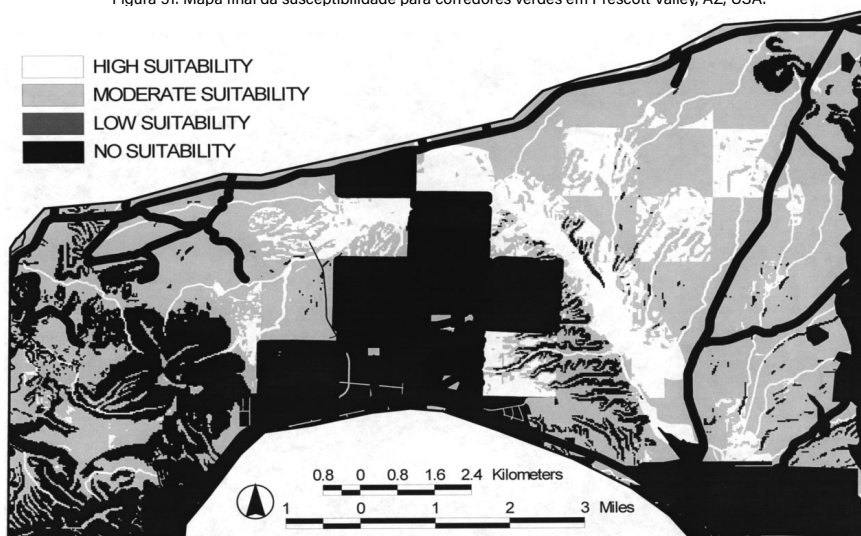 Figura 51. Mapa final da susceptibilidade para corredores verdes em Prescott Valley, AZ, USA.
HIGH SUITABILITY
MODERATE SUITABILITY
LOW SUITABILITY
NO SUITABILITY
0.8 0 0.8 1.6 2.4 Kilometers
1 0 1 2 3 Miles